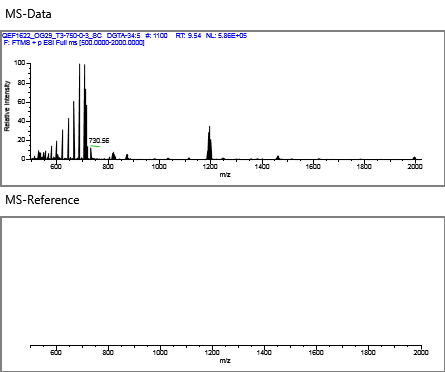 MS-Data
QEF1622_OG29_T3-750-0-3_BC DGTA-34:5 #: 1100 RT: 9.54 NL: 5.86E+05
F: FTMS + p ESI Full ms [500.0000-2000.0000]
100
80
60
40
20
0
Relative Intensity
730.56
600 800 1000 1200 1400 1600 1800 2000
m/z
MS-Reference
600 800 1000 1200 1400 1600 1800 2000
m/z